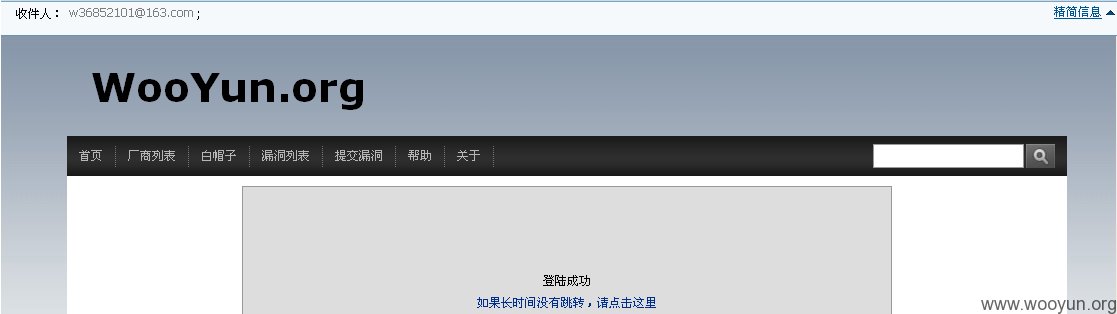 收件人： w36852101@163.com ; 精简信息
WooYun.org
首页 厂商列表 白帽子 漏洞列表 提交漏洞 帮助 关于
登陆成功
如果长时间没有跳转，请点击这里
www.wooyun.org